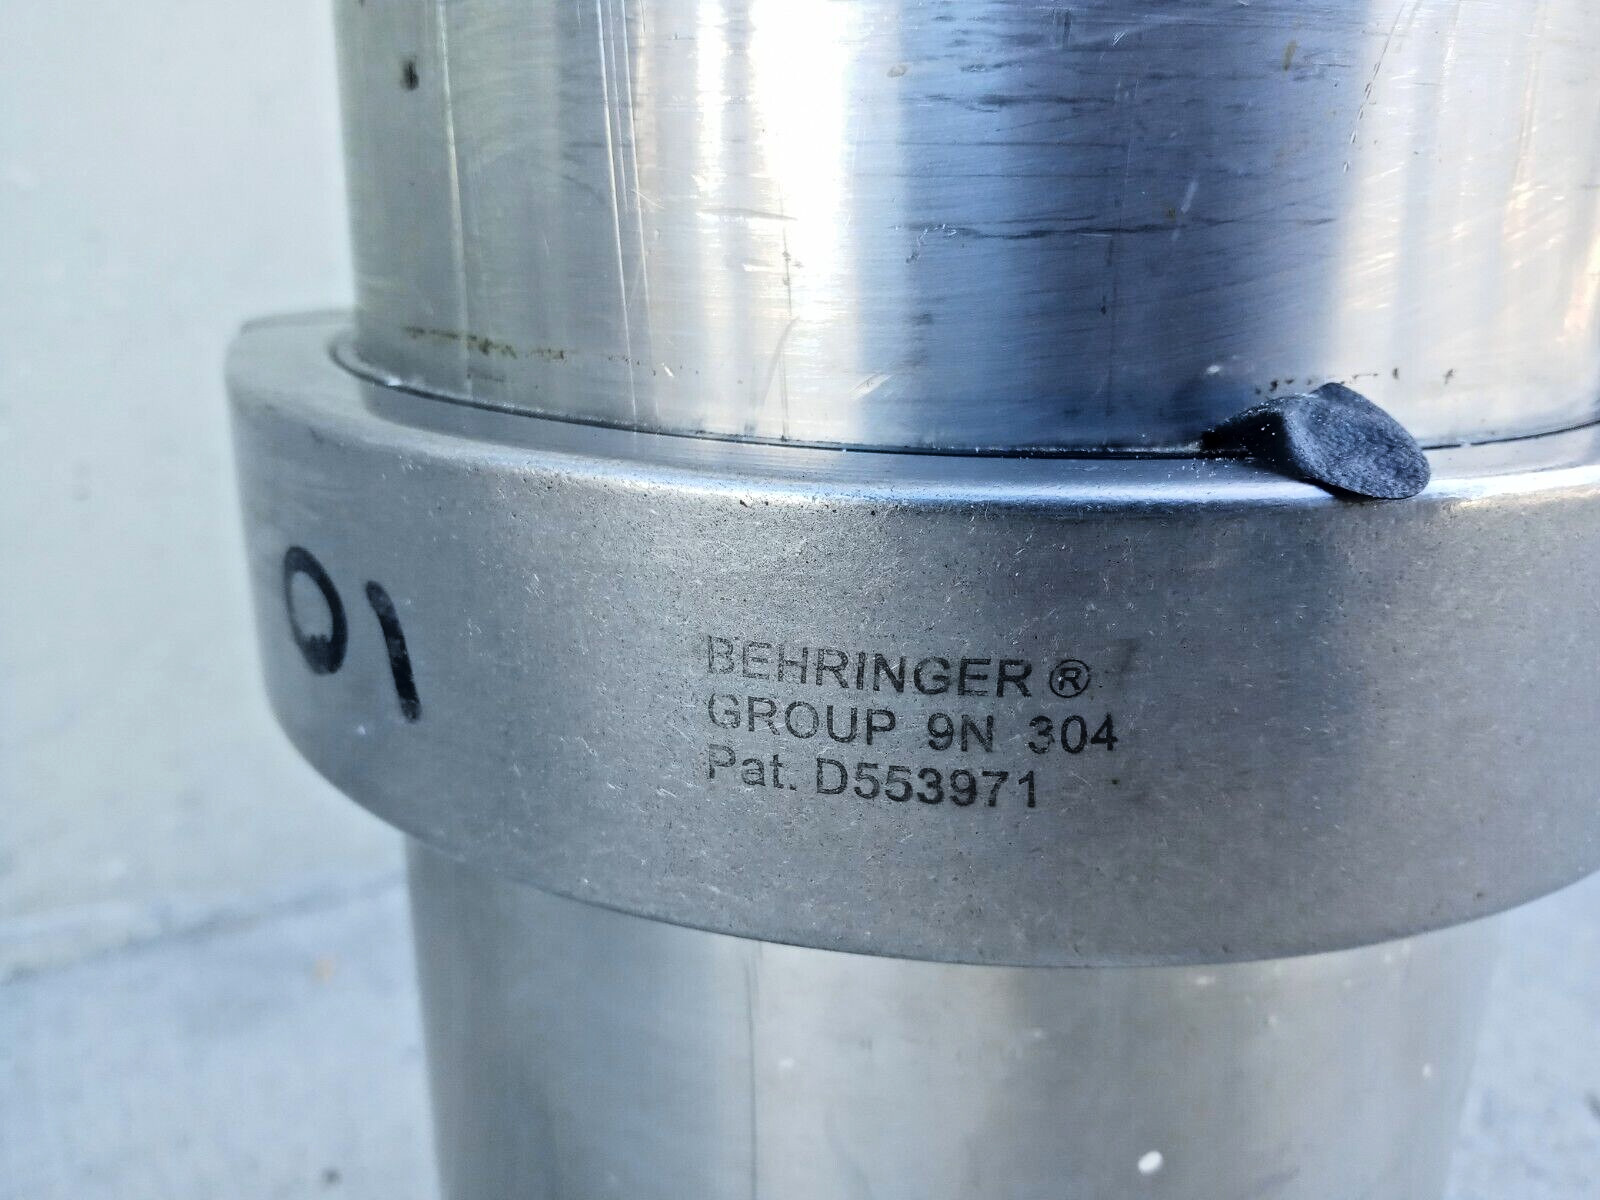 01
BEHRINGER ®
GROUP 9N 304
Pat. D553971